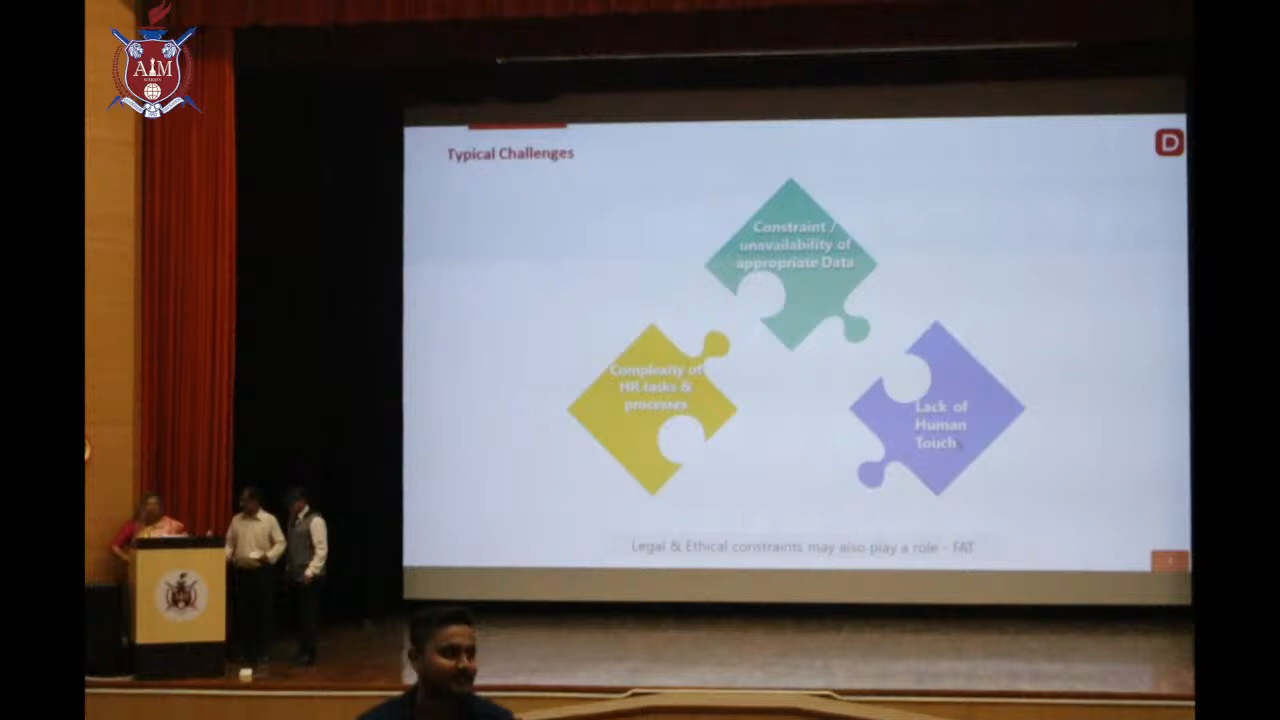 AIM
Typical Challenges
D
Constraint /
unavailability of
appropriate Data
Complexity of
HR tasks &
processes
Lack of
Human
Touch
Legal & Ethical constraints may also play a role - FAT